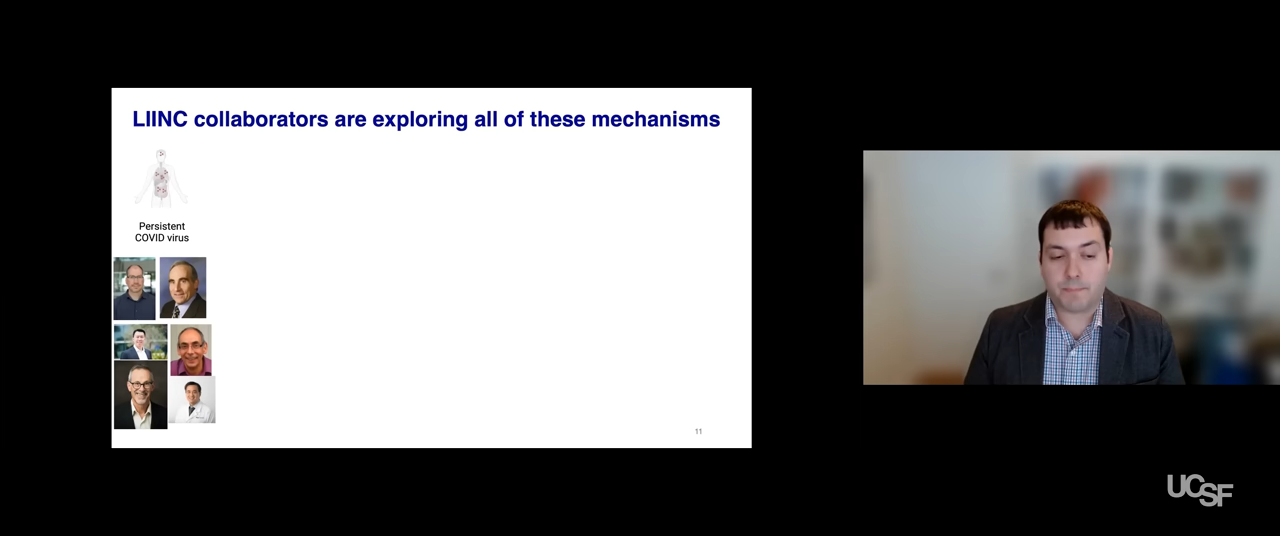 LIINC collaborators are exploring all of these mechanisms
Persistent
COVID virus
11
UCSF